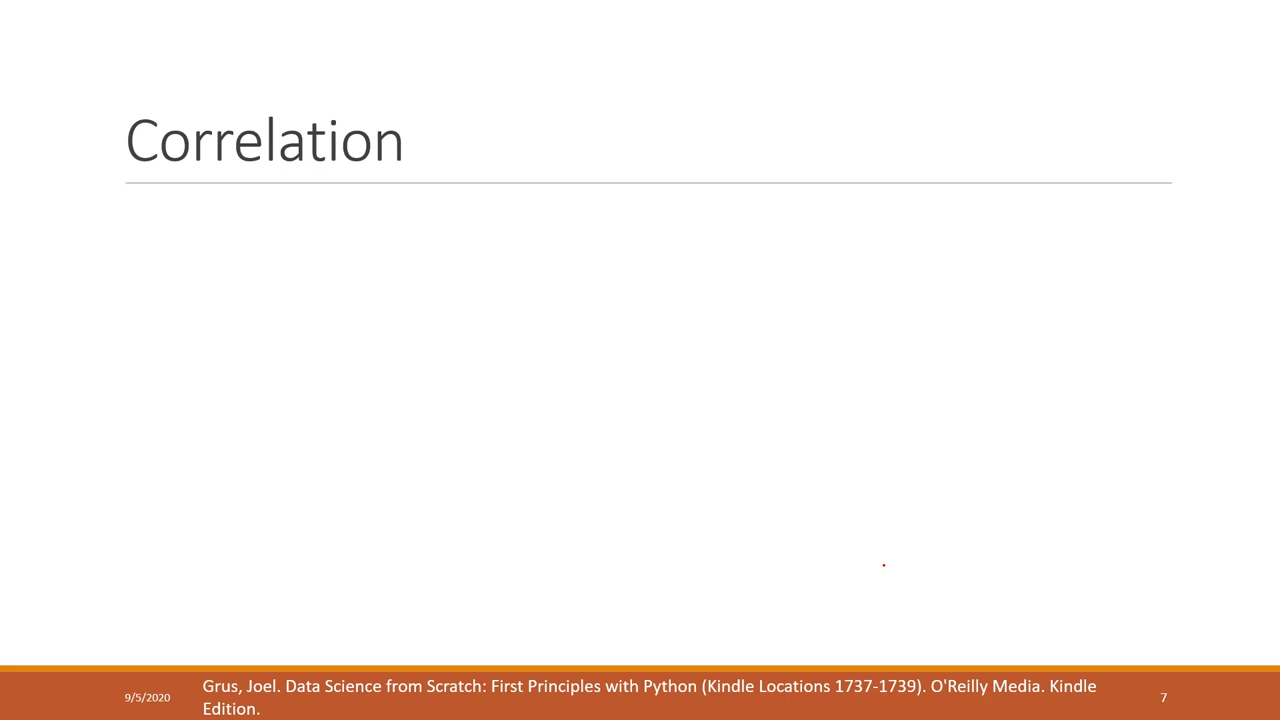 Correlation
9/5/2020
Grus, Joel. Data Science from Scratch: First Principles with Python (Kindle Locations 1737-1739). O'Reilly Media. Kindle
Edition.
7